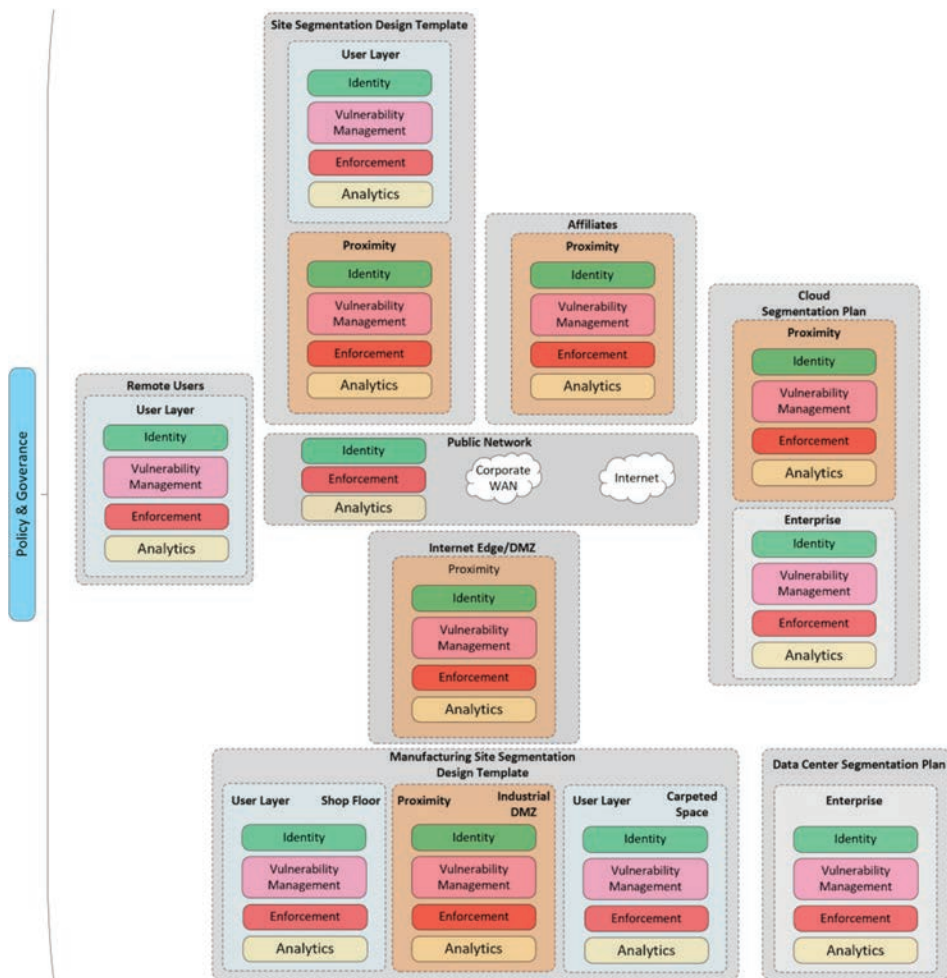 Policy & Goverance
Site Segmentation Design Template
User Layer
Identity
Vulnerability
Management
Enforcement
Analytics
Proximity
Identity
Vulnerability
Management
Enforcement
Analytics
Affiliates
Proximity
Identity
Vulnerability
Management
Enforcement
Analytics
Cloud
Segmentation Plan
Proximity
Identity
Vulnerability
Management
Enforcement
Analytics
Enterprise
Identity
Vulnerability
Management
Enforcement
Analytics
Remote Users
User Layer
Identity
Vulnerability
Management
Enforcement
Analytics
Public Network
Identity
Enforcement
Analytics
Corporate
WAN
Internet
Internet Edge/DMZ
Proximity
Identity
Vulnerability
Management
Enforcement
Analytics
Manufacturing Site Segmentation
Design Template
User Layer Shop Floor
Identity
Vulnerability
Management
Enforcement
Analytics
Proximity Industrial
DMZ
Identity
Vulnerability
Management
Enforcement
Analytics
User Layer Carpeted
Space
Identity
Vulnerability
Management
Enforcement
Analytics
Data Center Segmentation Plan
Enterprise
Identity
Vulnerability
Management
Enforcement
Analytics